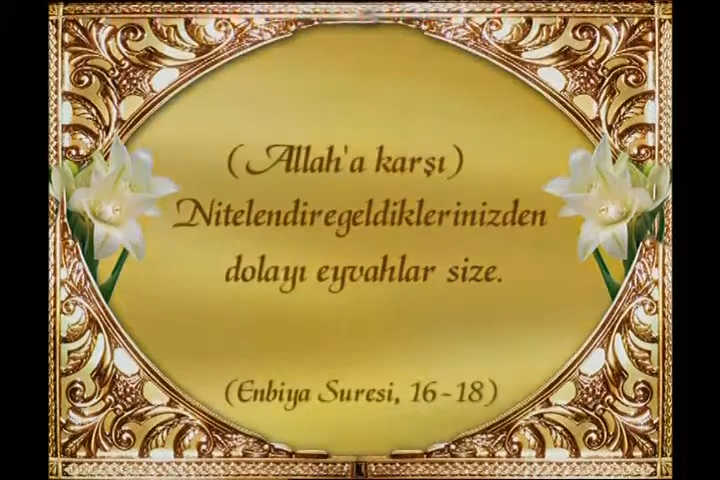 (Allah'a karşı)
Nitelendiregeldiklerinizden
dolayı eyvahlar size.
(Enbiya Suresi, 16-18)